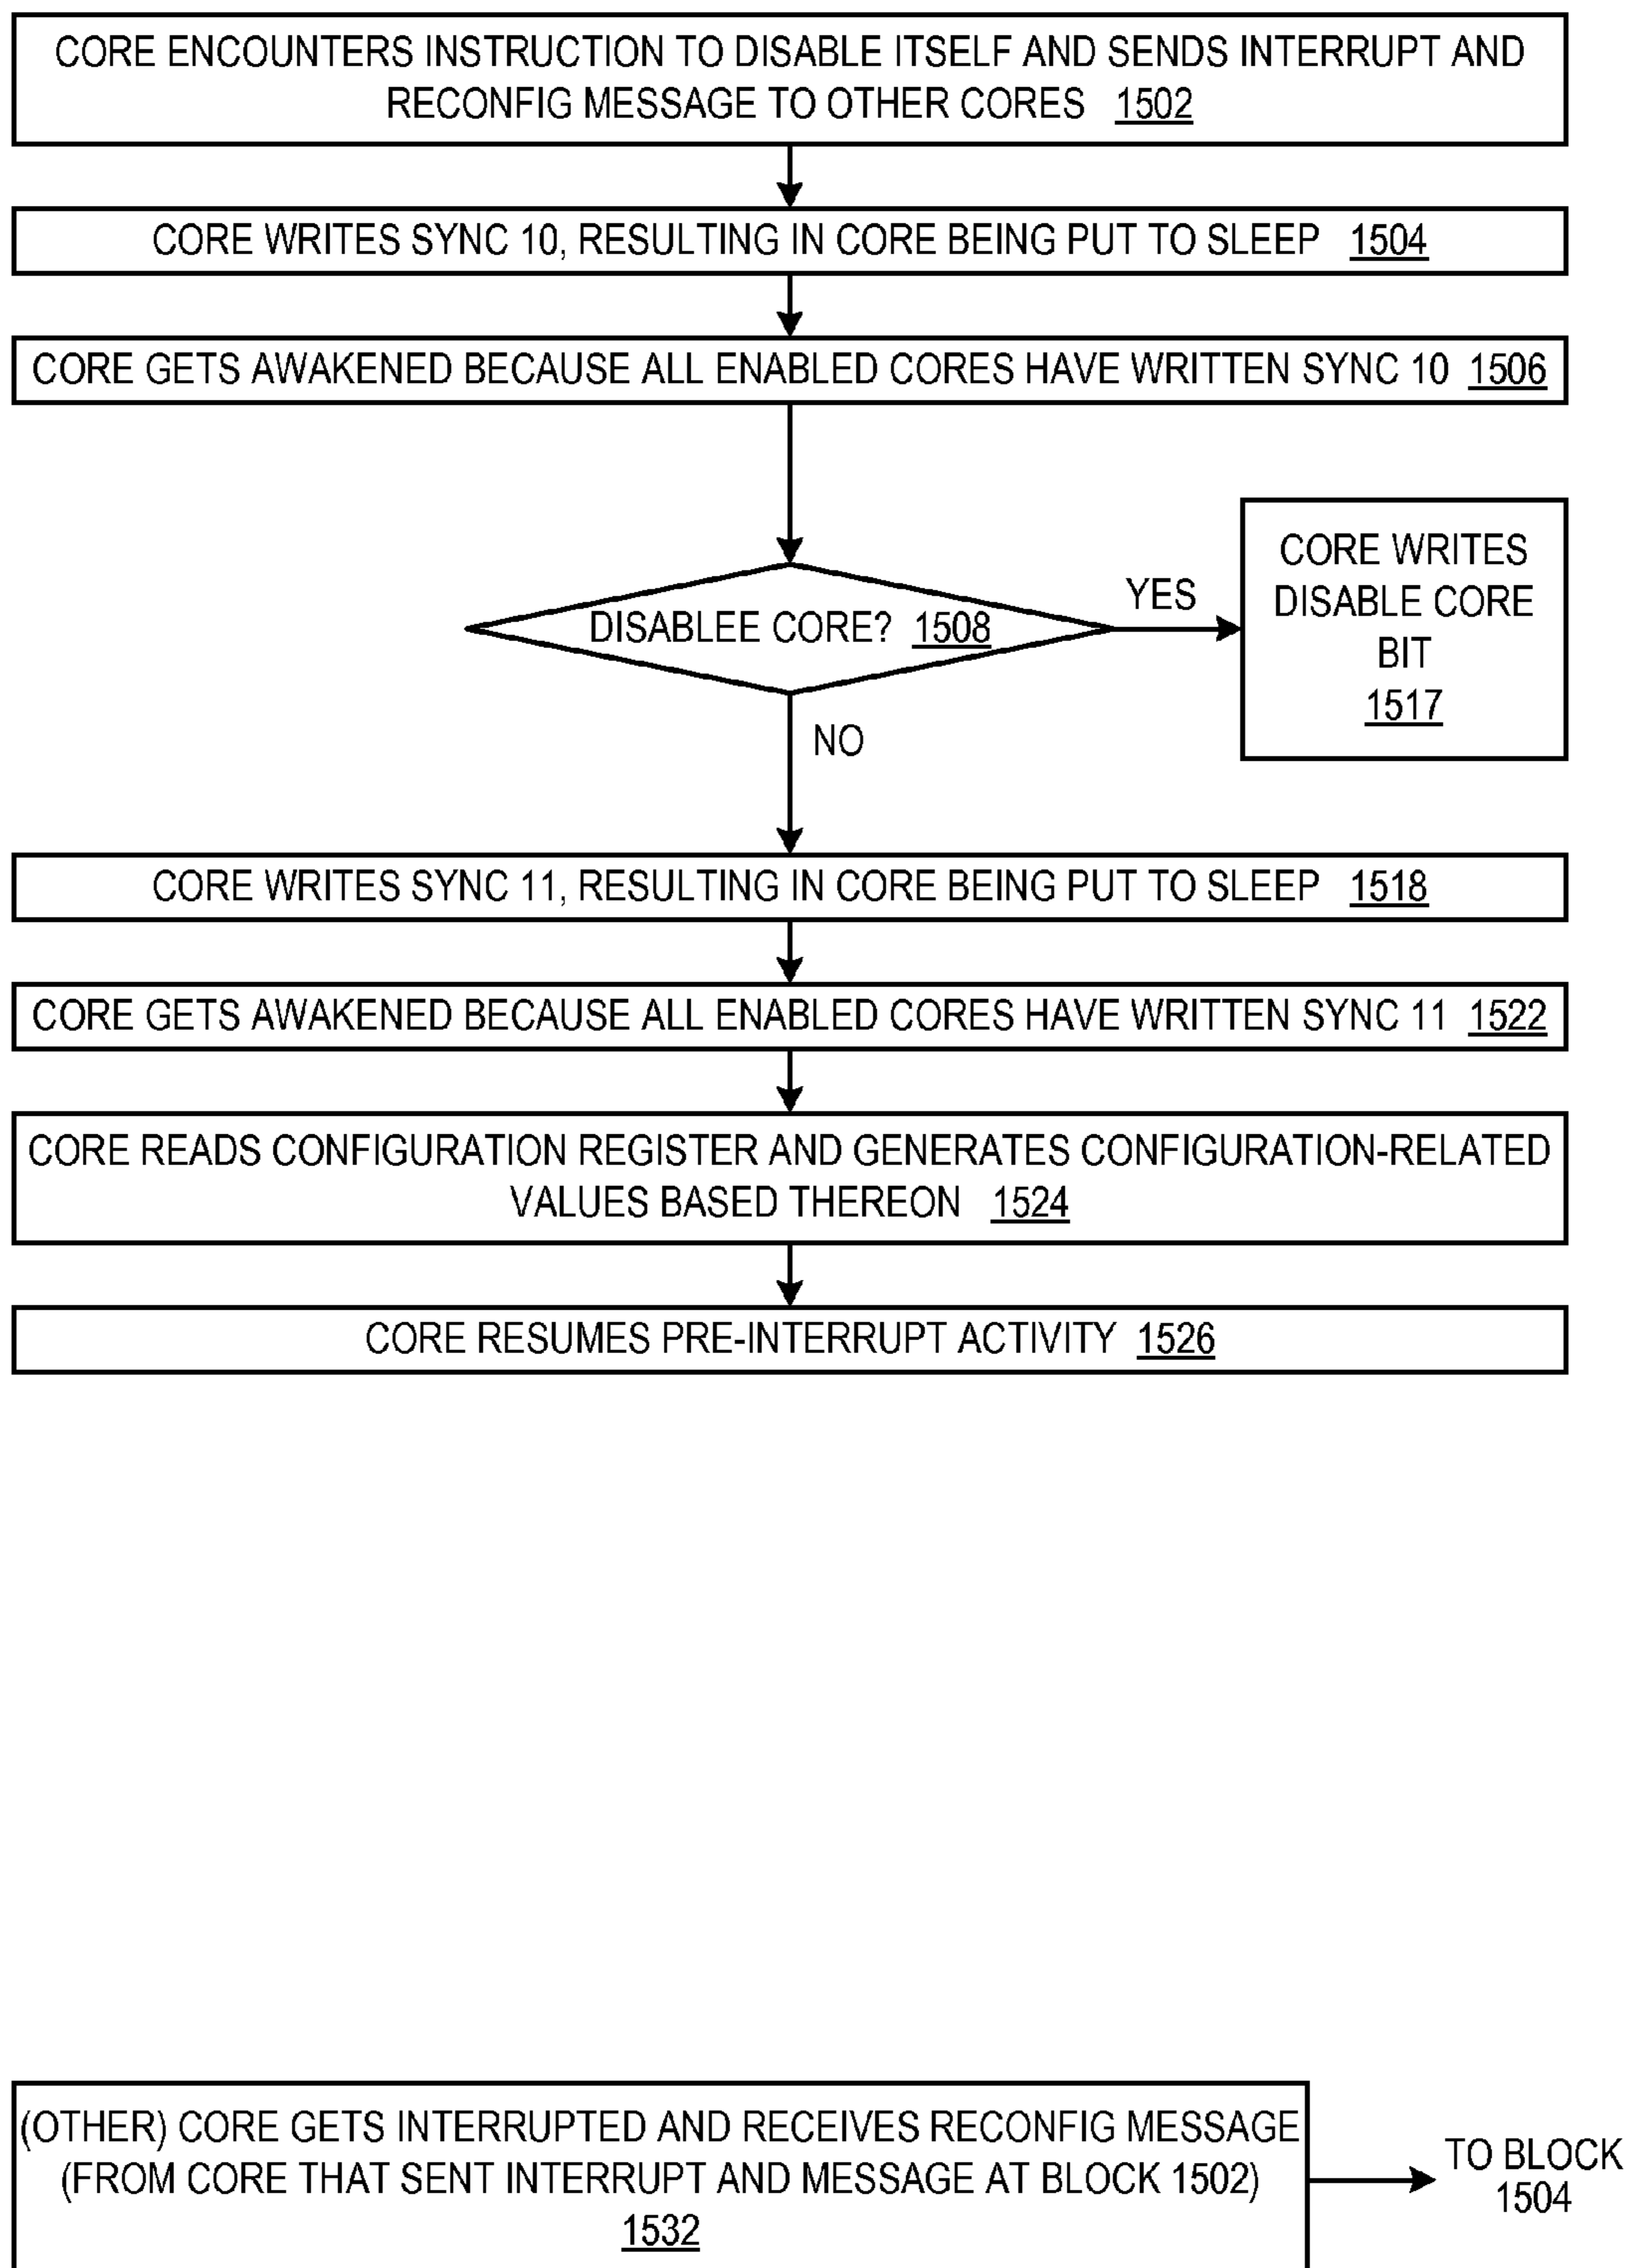 CORE ENCOUNTERS INSTRUCTION TO DISABLE ITSELF AND SENDS INTERRUPT AND
RECONFIG MESSAGE TO OTHER CORES 1502
CORE WRITES SYNC 10, RESULTING IN CORE BEING PUT TO SLEEP 1504
CORE GETS AWAKENED BECAUSE ALL ENABLED CORES HAVE WRITTEN SYNC 10 1506
DISABLEE CORE? 1508
YES
CORE WRITES
DISABLE CORE
BIT
1517
NO
CORE WRITES SYNC 11, RESULTING IN CORE BEING PUT TO SLEEP 1518
CORE GETS AWAKENED BECAUSE ALL ENABLED CORES HAVE WRITTEN SYNC 11 1522
CORE READS CONFIGURATION REGISTER AND GENERATES CONFIGURATION-RELATED
VALUES BASED THEREON 1524
CORE RESUMES PRE-INTERRUPT ACTIVITY 1526
(OTHER) CORE GETS INTERRUPTED AND RECEIVES RECONFIG MESSAGE
(FROM CORE THAT SENT INTERRUPT AND MESSAGE AT BLOCK 1502)
1532
TO BLOCK
1504